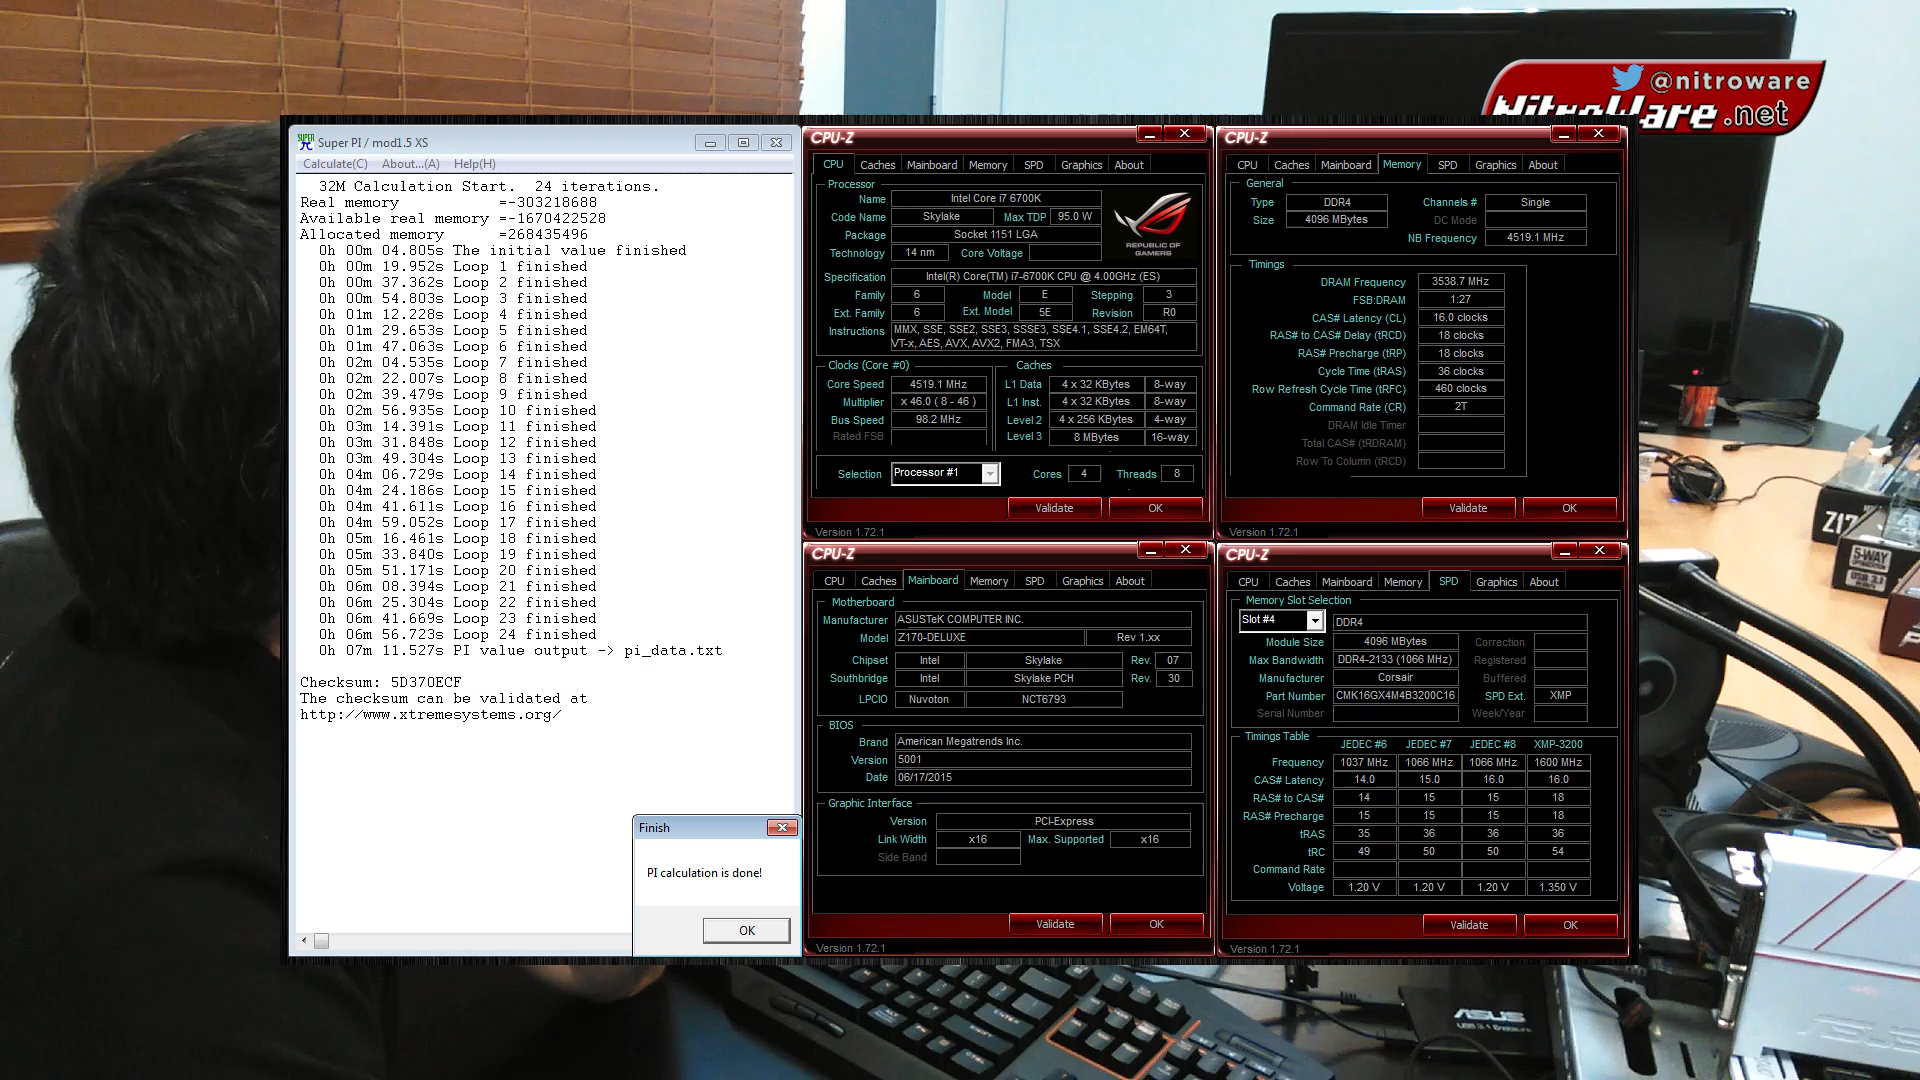 @nitroware
NitroWare.net
Super PI / mod1.5 XS
Calculate(C) About...(A) Help(H)
32M Calculation Start. 24 iterations.
Real memory =-303218688
Available real memory =-1670422528
Allocated memory =268435496
0h 00m 04.805s The initial value finished
0h 00m 19.952s Loop 1 finished
0h 00m 37.362s Loop 2 finished
0h 00m 54.803s Loop 3 finished
0h 01m 12.228s Loop 4 finished
0h 01m 29.653s Loop 5 finished
0h 01m 47.063s Loop 6 finished
0h 02m 04.535s Loop 7 finished
0h 02m 22.007s Loop 8 finished
0h 02m 39.479s Loop 9 finished
0h 02m 56.935s Loop 10 finished
0h 03m 14.391s Loop 11 finished
0h 03m 31.848s Loop 12 finished
0h 03m 49.304s Loop 13 finished
0h 04m 06.729s Loop 14 finished
0h 04m 24.186s Loop 15 finished
0h 04m 41.611s Loop 16 finished
0h 04m 59.052s Loop 17 finished
0h 05m 16.461s Loop 18 finished
0h 05m 33.840s Loop 19 finished
0h 05m 51.171s Loop 20 finished
0h 06m 08.394s Loop 21 finished
0h 06m 25.304s Loop 22 finished
0h 06m 41.669s Loop 23 finished
0h 06m 56.723s Loop 24 finished
0h 07m 11.527s PI value output -> pi_data.txt
Checksum: 5D370ECF
The checksum can be validated at
http://www.xtremesystems.org/
Finish
PI calculation is done!
OK
CPU-Z
CPU Caches Mainboard Memory SPD Graphics About
Processor
Name Intel Core i7 6700K
Code Name Skylake Max TDP 95.0 W
Package Socket 1151 LGA
Technology 14 nm Core Voltage
REPUBLIC OF
GAMERS
Specification Intel(R) Core(TM) i7-6700K CPU @ 4.00GHz (ES)
Family 6 Model E Stepping 3
Ext. Family 6 Ext. Model 5E Revision R0
Instructions MMX, SSE, SSE2, SSE3, SSSE3, SSE4.1, SSE4.2, EM64T,
VT-x, AES, AVX, AVX2, FMA3, TSX
Clocks (Core #0) Caches
Core Speed 4519.1 MHz L1 Data 4 x 32 KBytes 8-way
Multiplier x 46.0 ( 8 - 46 ) L1 Inst. 4 x 32 KBytes 8-way
Bus Speed 98.2 MHz Level 2 4 x 256 KBytes 4-way
Rated FSB Level 3 8 MBytes 16-way
Selection Processor #1 Cores 4 Threads 8
Validate OK
Version 1.72.1
CPU-Z
CPU Caches Mainboard Memory SPD Graphics About
General
Type DDR4 Channels # Single
Size 4096 MBytes DC Mode
NB Frequency 4519.1 MHz
Timings
DRAM Frequency 3538.7 MHz
FSB:DRAM 1:27
CAS# Latency (CL) 16.0 clocks
RAS# to CAS# Delay (tRCD) 18 clocks
RAS# Precharge (tRP) 18 clocks
Cycle Time (tRAS) 36 clocks
Row Refresh Cycle Time (tRFC) 460 clocks
Command Rate (CR) 2T
DRAM Idle Timer
Total CAS# (tRDRAM)
Row To Column (tRCD)
Validate OK
Version 1.72.1
CPU-Z
CPU Caches Mainboard Memory SPD Graphics About
Motherboard
Manufacturer ASUSTeK COMPUTER INC.
Model Z170-DELUXE Rev 1.xx
Chipset Intel Skylake Rev. 07
Southbridge Intel Skylake PCH Rev. 30
LPCIO Nuvoton NCT6793
BIOS
Brand American Megatrends Inc.
Version 5001
Date 06/17/2015
Graphic Interface
Version PCI-Express
Link Width x16 Max. Supported x16
Side Band
Validate OK
Version 1.72.1
CPU-Z
CPU Caches Mainboard Memory SPD Graphics About
Memory Slot Selection
Slot #4 DDR4
Module Size 4096 MBytes Correction
Max Bandwidth DDR4-2133 (1066 MHz) Registered
Manufacturer Corsair Buffered
Part Number CMK16GX4M4B3200C16 SPD Ext. XMP
Serial Number Week/Year
Timings Table
JEDEC #6 JEDEC #7 JEDEC #8 XMP-3200
Frequency 1037 MHz 1066 MHz 1066 MHz 1600 MHz
CAS# Latency 14.0 15.0 16.0 16.0
RAS# to CAS# 14 15 15 18
RAS# Precharge 15 15 15 18
tRAS 35 36 36 36
tRC 49 50 50 54
Command Rate
Voltage 1.20 V 1.20 V 1.20 V 1.350 V
Validate OK
Version 1.72.1
Z17
5-WAY
USB 3.1
ASUS